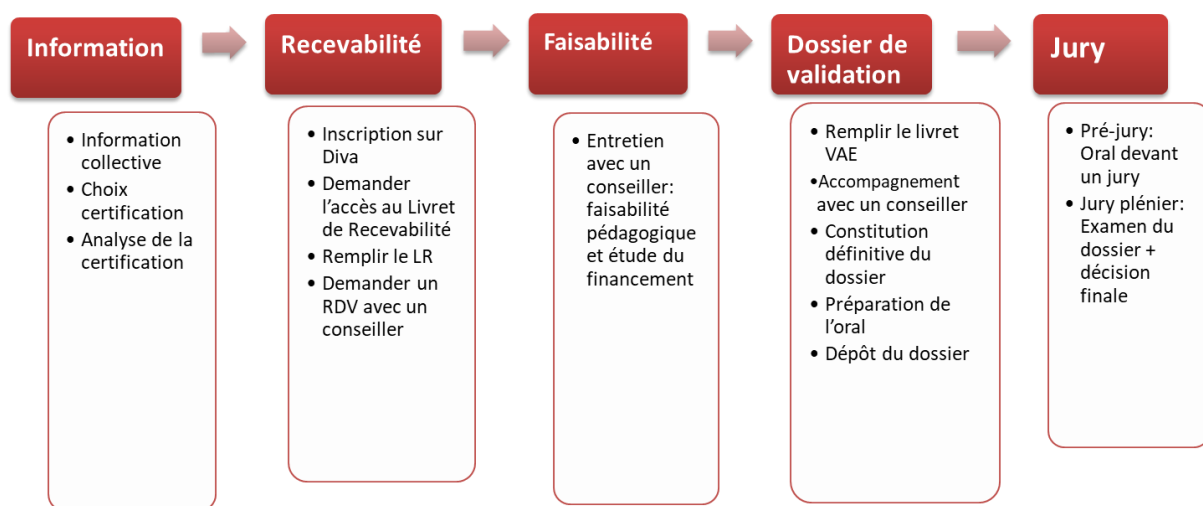 Information
• Information
collective
• Choix
certification
• Analyse de la
certification
Recevabilité
• Inscription sur
Diva
• Demander
l’accès au Livret
de Recevabilité
• Remplir le LR
• Demander un
RDV avec un
conseiller
Faisabilité
• Entretien
avec un
conseiller:
faisabilité
pédagogique
et étude du
financement
Dossier de
validation
• Remplir le livret
VAE
•Accompagnement
avec un conseiller
• Constitution
définitive du
dossier
• Préparation de
l’oral
• Dépôt du dossier
Jury
• Pré-jury:
Oral devant
un jury
• Jury plénier:
Examen du
dossier +
décision
finale